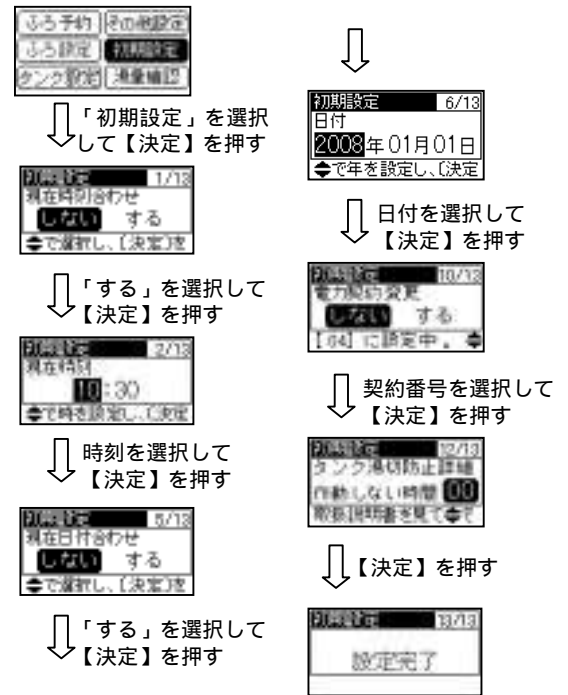 ふろ予約 その他設定
ふろ設定 初期設定
タンク設定 湯量確認
「初期設定」を選択
して【決定】を押す
初期設定 1/13
現在時刻合わせ
しない する
で選択し、〔決定〕を
「する」を選択して
【決定】を押す
初期設定 2/13
現在時刻
10:30
で時を設定し、〔決定
時刻を選択して
【決定】を押す
初期設定 5/13
現在日付合わせ
しない する
で選択し、〔決定〕を
「する」を選択して
【決定】を押す
初期設定 6/13
日付
2008年01月01日
で年を設定し、〔決定
日付を選択して
【決定】を押す
初期設定 10/13
電力契約変更
しない する
[04] に設定中。
契約番号を選択して
【決定】を押す
初期設定 12/13
タンク湯切防止詳細
作動しない時間 00
取扱説明書を見て で
【決定】を押す
初期設定 13/13
設定完了